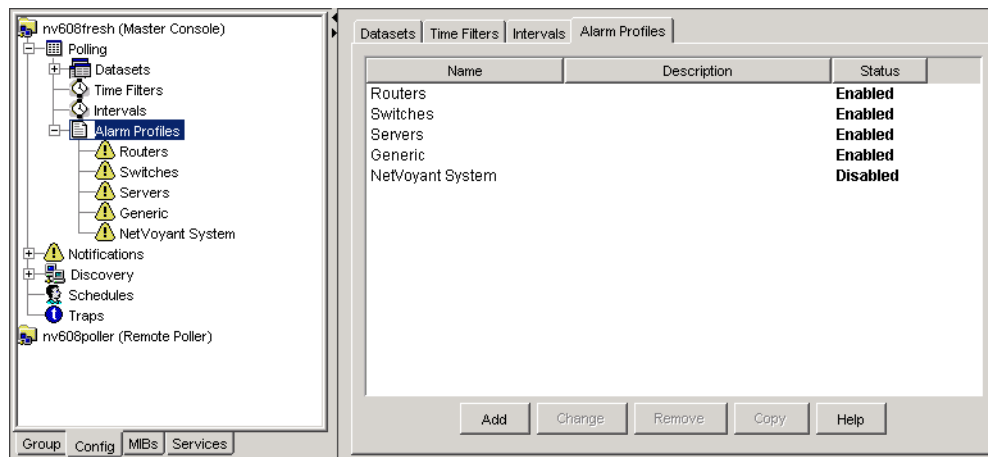 nv608fresh (Master Console)
Polling
Datasets
Time Filters
Intervals
Alarm Profiles
Routers
Switches
Servers
Generic
NetVoyant System
Notifications
Discovery
Schedules
t Traps
nv608poller (Remote Poller)
Group Config MIBs Services
Datasets Time Filters Intervals Alarm Profiles
Name Description Status
Routers Enabled
Switches Enabled
Servers Enabled
Generic Enabled
NetVoyant System Disabled
Add Change Remove Copy Help